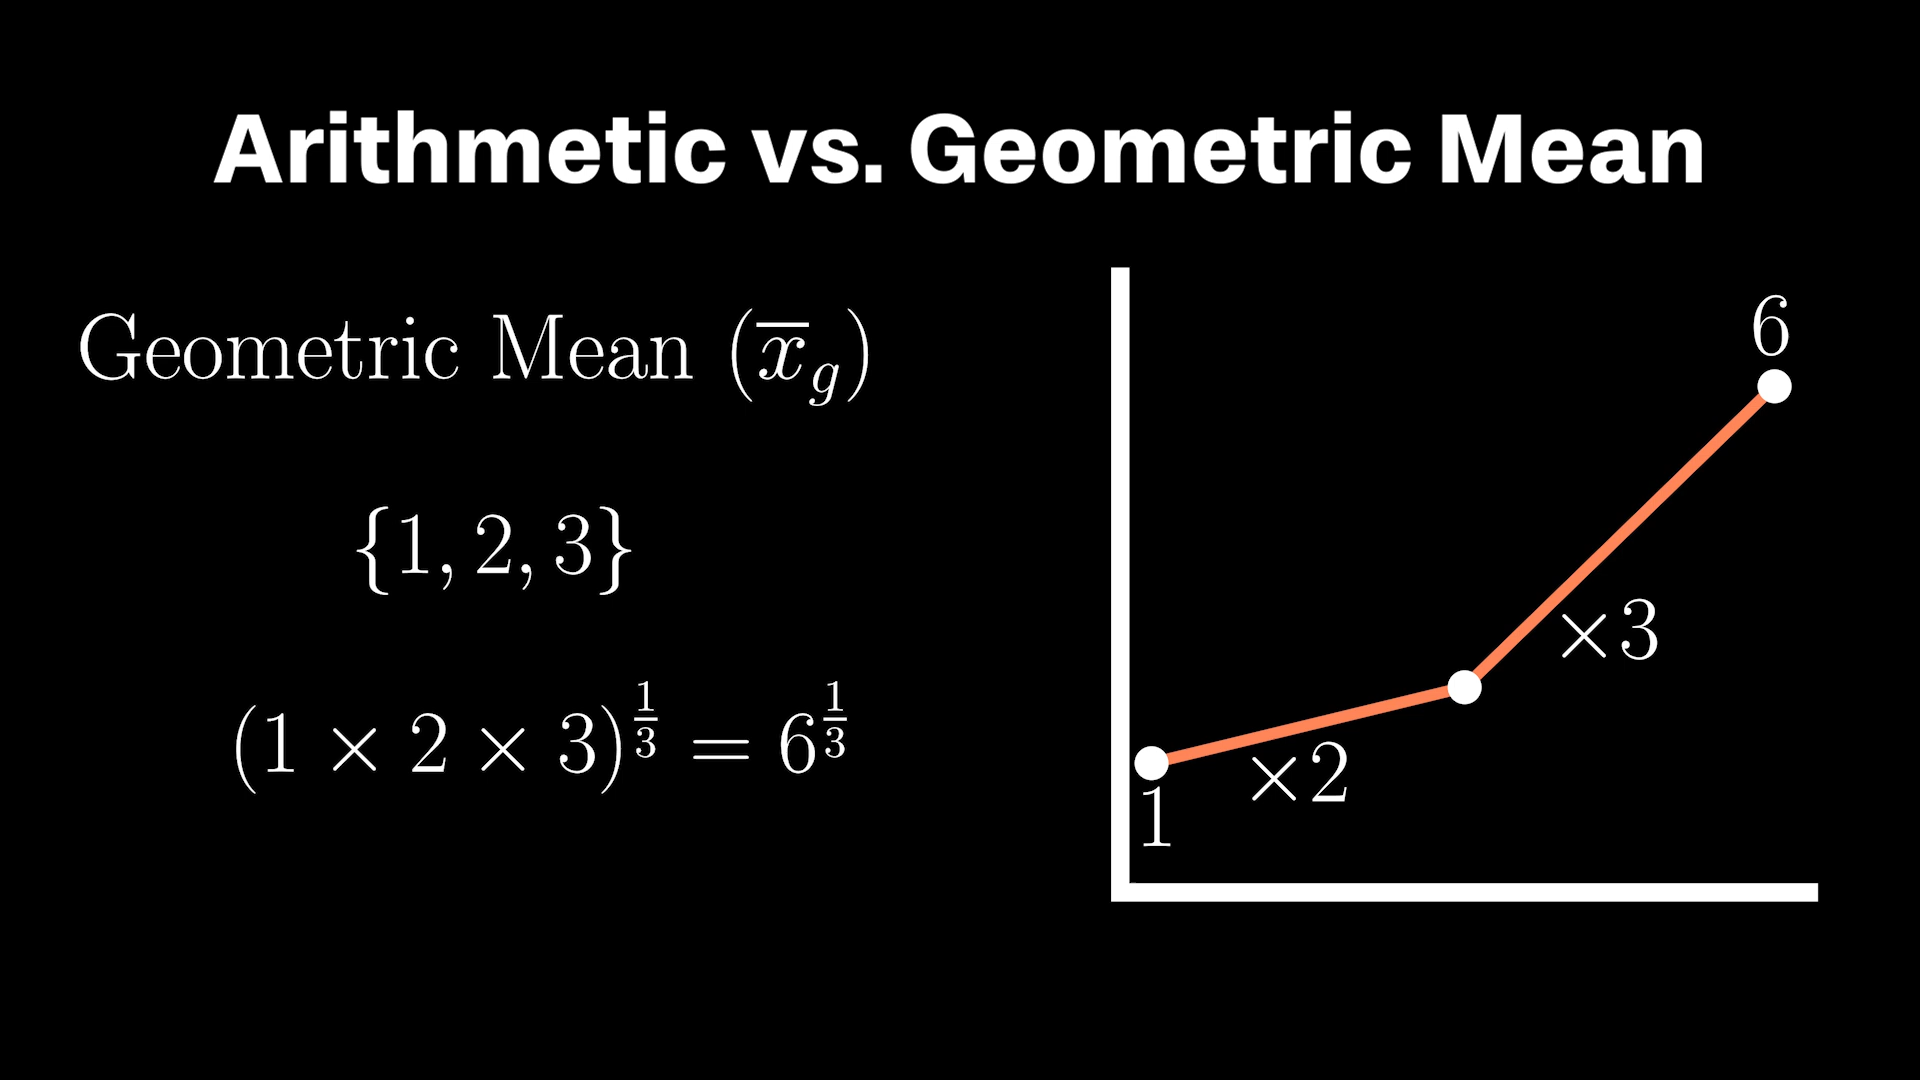 Arithmetic vs. Geometric Mean
Geometric Mean (x̅_g)
{1, 2, 3}
(1 × 2 × 3)^{1/3} = 6^{1/3}
6
×3
×2
1